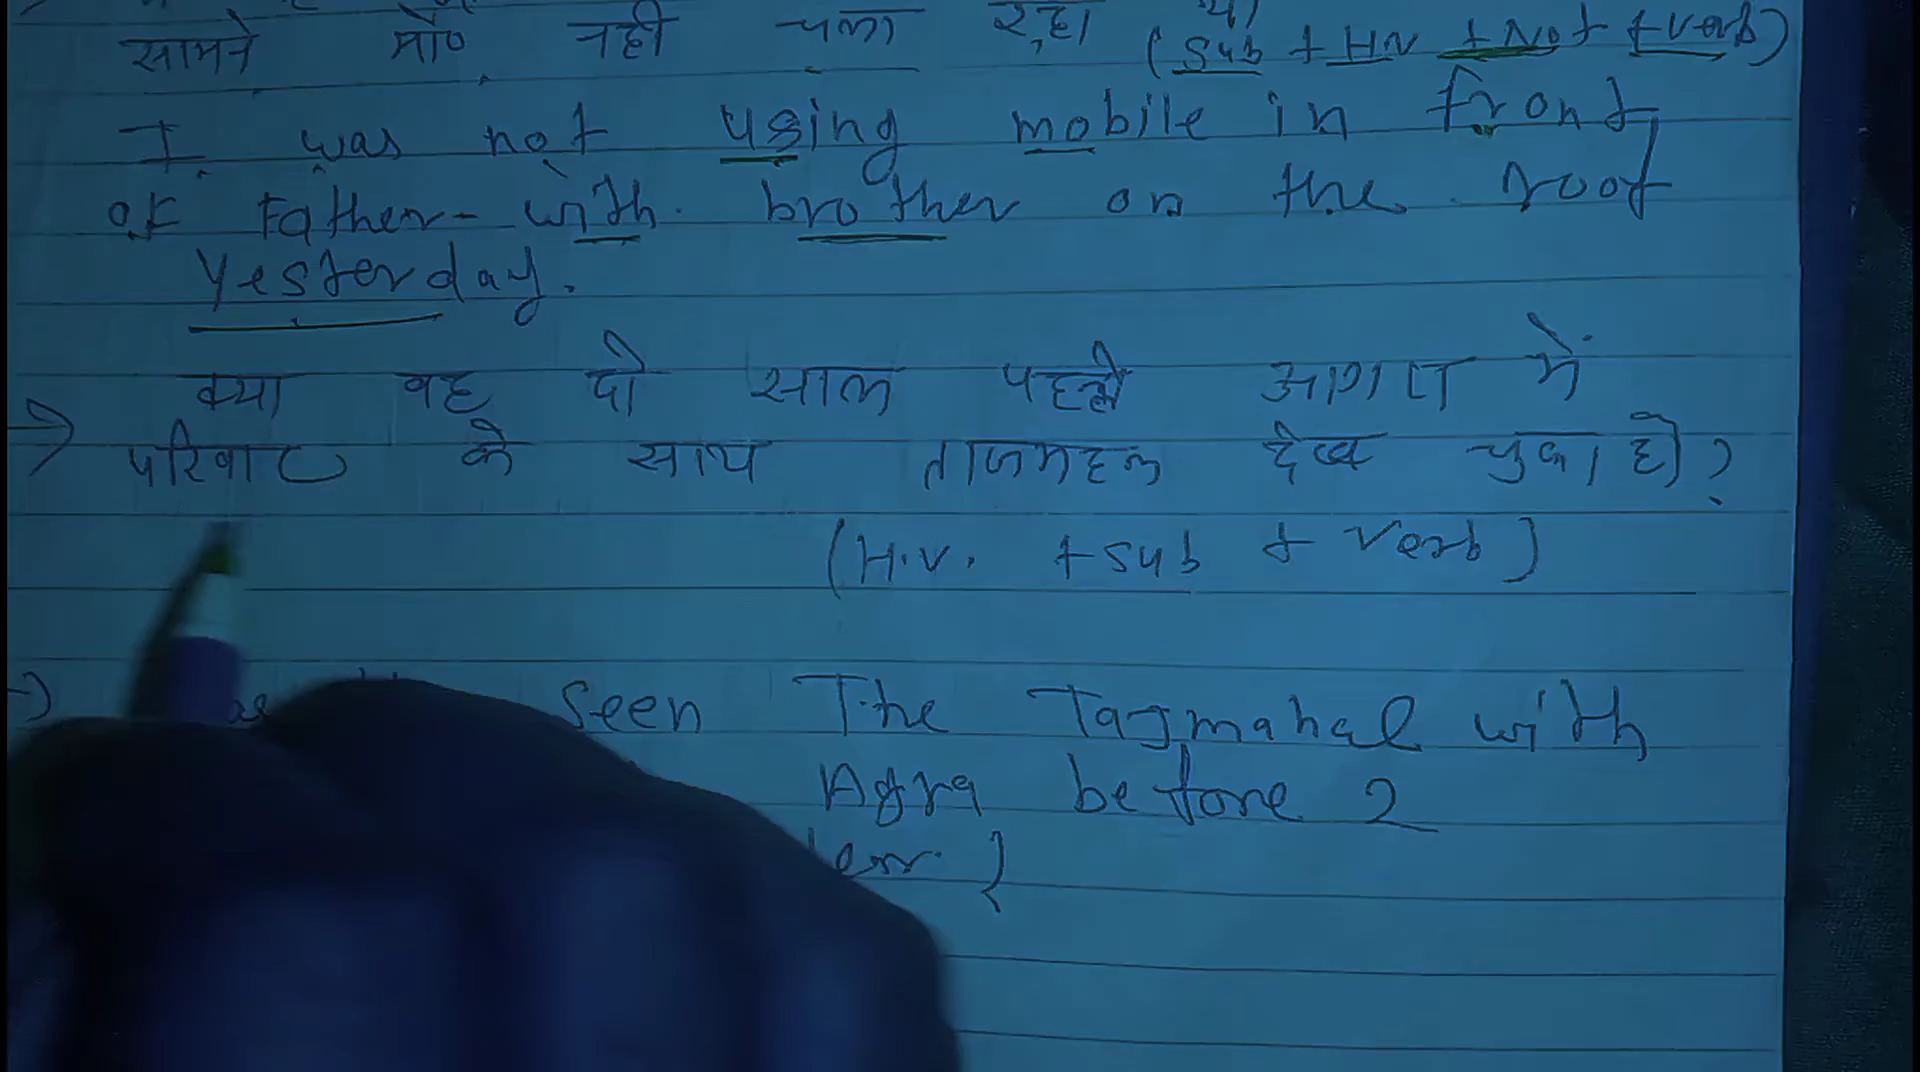 सामने मो० नही चला रहा था
(Sub + HV + Not + Verb)
I was not using mobile in front
of Father with brother on the roof
yesterday.
क्या वह दो साल पहले आगरा में
→ परिवार के साथ ताजमहल देख चुका है?
(H.V. + Sub + Verb)
→ seen The Tajmahal with
Agra before 2